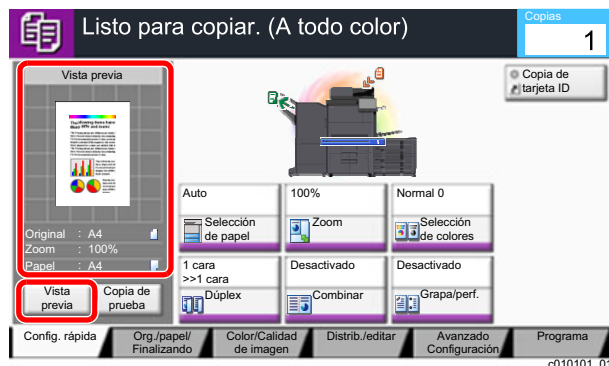 Listo para copiar. (A todo color)
Copias
1
Vista previa
Original : A4
Zoom : 100%
Papel : A4
Vista
previa
Copia de
prueba
Copia de
tarjeta ID
Auto
Selección
de papel
100%
Zoom
Normal 0
Selección
de colores
1 cara
>>1 cara
Dúplex
Desactivado
Combinar
Desactivado
Grapa/perf.
Config. rápida
Org./papel/
Finalizando
Color/Calidad
de imagen
Distrib./editar
Avanzado
Configuración
Programa